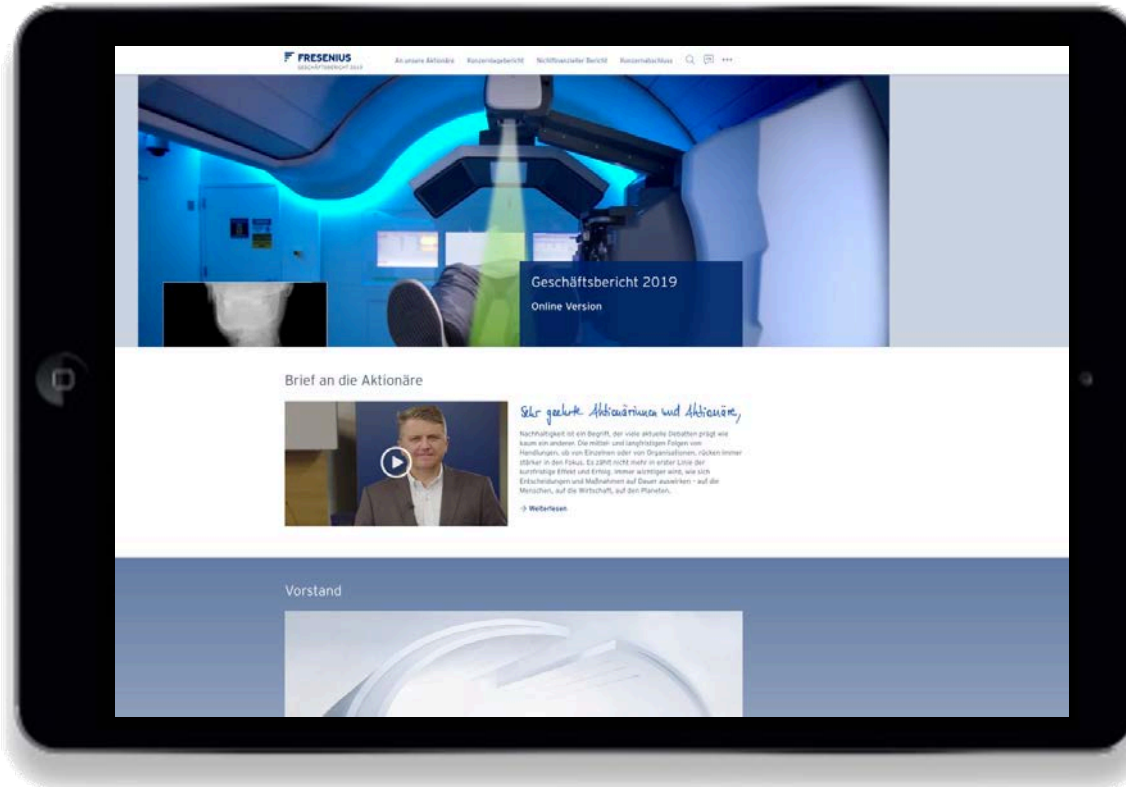 FRESENIUS
GESCHÄFTSBERICHT 2019
An unsere Aktionäre Konzernlagebericht Nichtfinanzieller Bericht Konzernabschluss
Geschäftsbericht 2019
Online Version
Brief an die Aktionäre
Sehr geehrte Aktionärinnen und Aktionäre,
Nachhaltigkeit ist ein Begriff, der viele aktuelle Debatten prägt wie
kaum ein anderer. Die mittel- und langfristigen Folgen von
Handlungen, ob von Einzelnen oder von Organisationen, rücken immer
stärker in den Fokus. Es zählt nicht mehr in erster Linie der
kurzfristige Effekt und Erfolg. Immer wichtiger wird, wie sich
Entscheidungen und Maßnahmen auf Dauer auswirken – auf die
Menschen, auf die Wirtschaft, auf den Planeten.
→ Weiterlesen
Vorstand